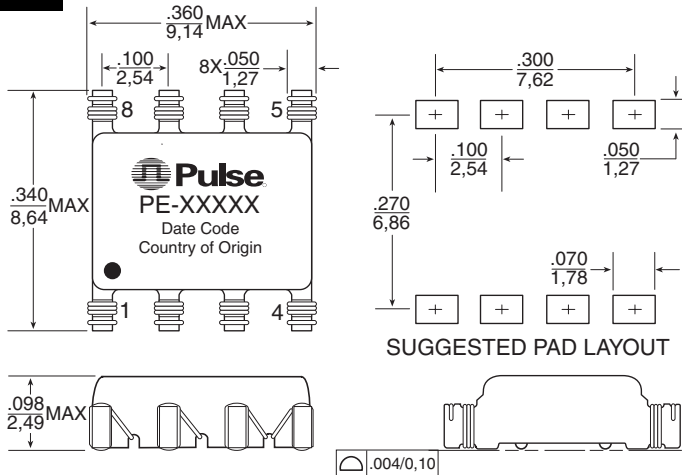 .360
9,14
MAX
.100
2,54
8X
.050
1,27
8
5
.340
8,64
MAX
Pulse
PE-XXXXX
Date Code
Country of Origin
1
4
.300
7,62
.100
2,54
.050
1,27
.270
6,86
.070
1,78
SUGGESTED PAD LAYOUT
.098
2,49
MAX
.004/0,10